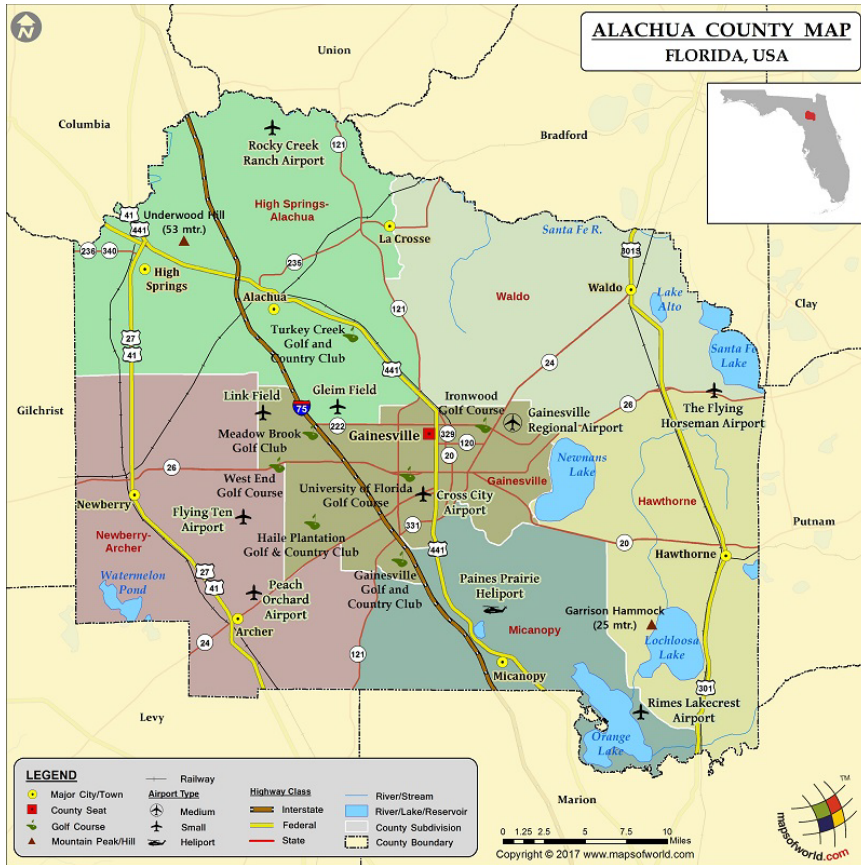 N
ALACHUA COUNTY MAP
FLORIDA, USA
Union
Columbia
Bradford
Rocky Creek
Ranch Airport
121
41
441
Underwood Hill
(53 mtr.)
High Springs-
Alachua
La Crosse
Santa Fe R.
301S
236
340
High
Springs
235
Alachua
Waldo
Waldo
Lake
Alto
Clay
121
27
41
Turkey Creek
Golf and
Country Club
441
24
Santa Fe
Lake
Gilchrist
Link Field
Gleim Field
75
Ironwood
Golf Course
26
The Flying
Horseman Airport
222
Gainesville
Regional Airport
Meadow Brook
Golf Club
Gainesville
329
120
20
Newnans
Lake
26
West End
Golf Course
University of Florida
Golf Course
Gainesville
Cross City
Airport
Newberry
Hawthorne
Flying Ten
Airport
331
Putnam
Newberry-
Archer
Haile Plantation
Golf & Country Club
441
20
Hawthorne
Watermelon
Pond
27
41
Gainesville
Golf and
Country Club
Paines Prairie
Heliport
Peach
Orchard
Airport
Garrison Hammock
(25 mtr.)
Archer
Micanopy
Lochloosa
Lake
24
121
Micanopy
301
Rimes Lakecrest
Airport
Levy
Orange
Lake
Marion
LEGEND
Major City/Town
County Seat
Golf Course
Mountain Peak/Hill
Railway
Airport Type
Medium
Small
Heliport
Highway Class
Interstate
Federal
State
River/Stream
River/Lake/Reservoir
County Subdivision
County Boundary
0 1.25 2.5 5 7.5 10
Miles
Copyright © 2017 www.mapsofworld.com
mapsofworld.com